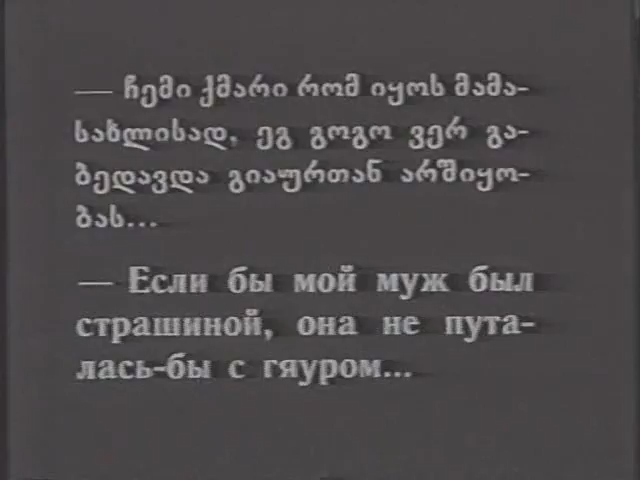 — ჩემი ქმარი რომ იყოს მამა-
სახლისად, ეგ გოგო ვერ გა-
ბედავდა გიაურთან არშიყო-
ბას...
— Если бы мой муж был
страшиной, она не пута-
лась-бы с гяуром...